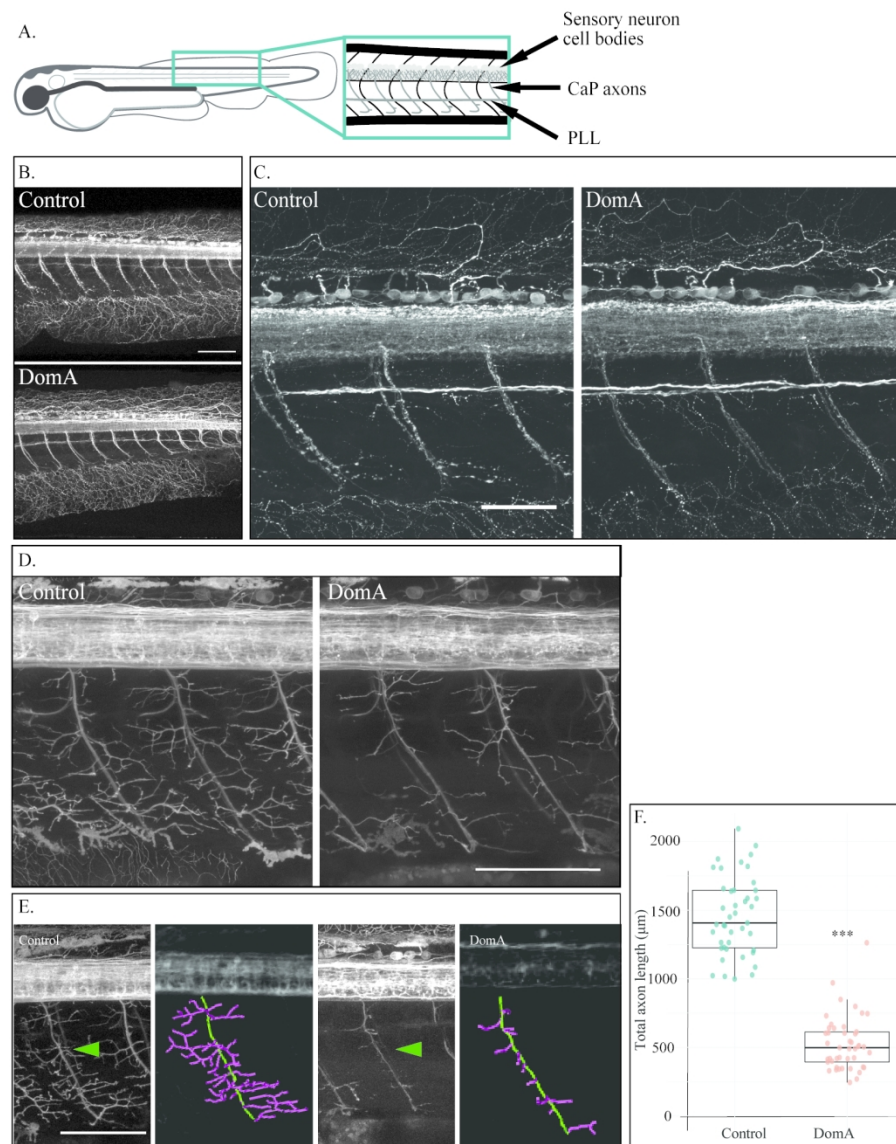 A.
Sensory neuron
cell bodies
CaP axons
PLL
B.
Control
DomA
C.
Control
DomA
D.
Control
DomA
E.
Control
DomA
F.
Total axon length (µm)
2000
1500
1000
500
0
***
Control
DomA